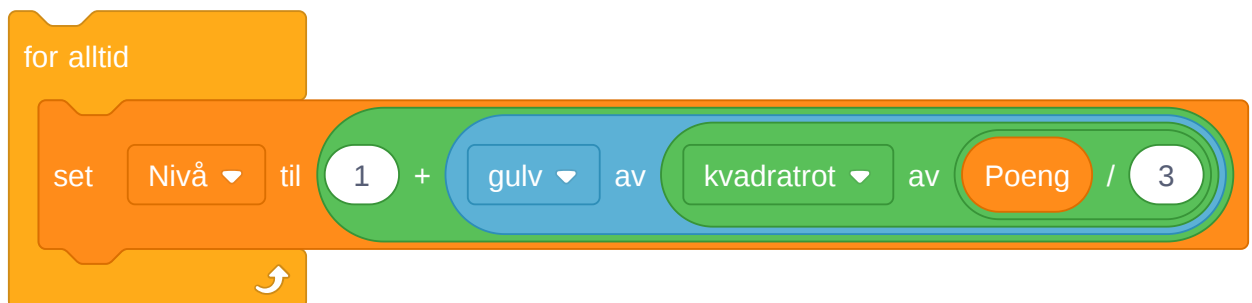 for alltid
set Nivå til 1 + gulv av kvadratrot av Poeng / 3